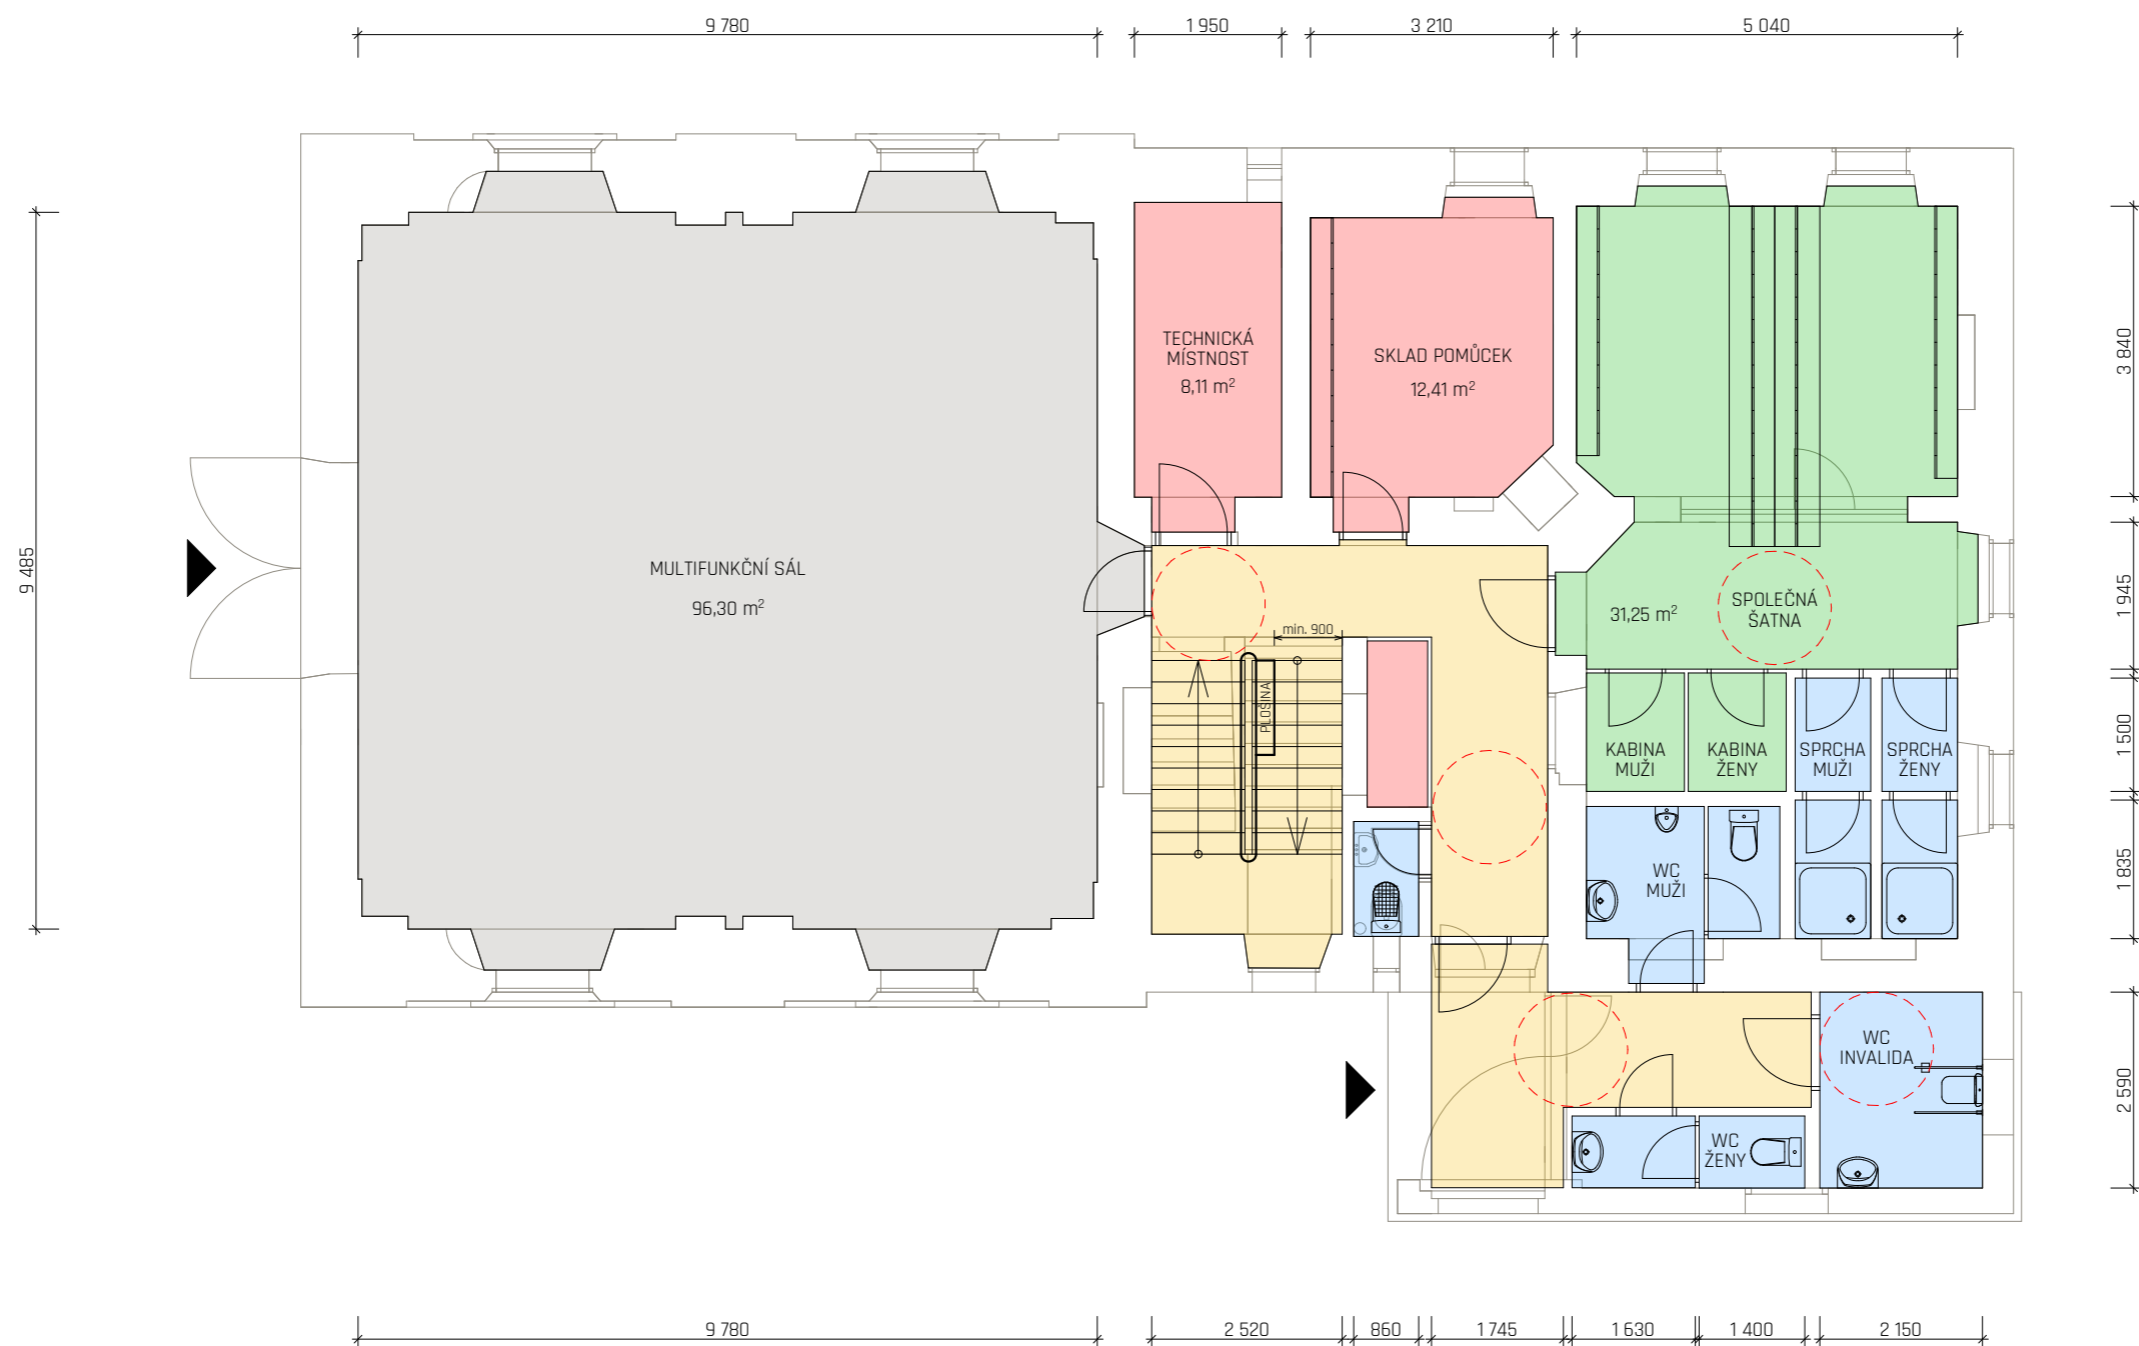 9 780
1 950
3 210
5 040
9 485
3 840
1 945
1 500
1 835
2 590
TECHNICKÁ
MÍSTNOST
8,11 m²
SKLAD POMŮCEK
12,41 m²
MULTIFUNKČNÍ SÁL
96,30 m²
31,25 m²
SPOLEČNÁ
ŠATNA
min. 900
PLOŠINA
KABINA
MUŽI
KABINA
ŽENY
SPRCHA
MUŽI
SPRCHA
ŽENY
WC
MUŽI
WC
INVALIDA
WC
ŽENY
9 780
2 520
860
1 745
1 630
1 400
2 150